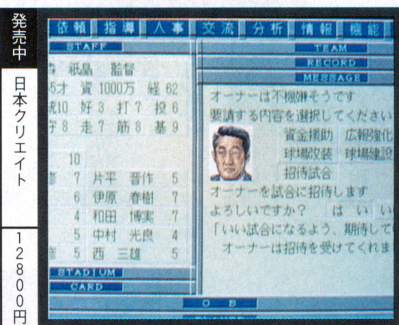 発売中
日本クリエイト
12800円
依頼 指導 人事 交流 分析 情報 機能
STAFF
祇晶 監督
5才 資 1000万 経 62
10 好 3 打 7 投 6
8 走 7 筋 8 基 9
10
7 片平 晋作 5
6 伊原 春樹 7
4 和田 博実 7
5 中村 光良 4
5 西 三雄 5
STADIUM
CARD
TEAM
RECORD
MESSAGE
オーナーは不機嫌そうです
要請する内容を選択してください
資金援助 広報強化
球場改装 球場建設
招待試合
オーナーを試合に招待します
よろしいですか? は い い
「いい試合になるよう、期待して
オーナーは招待を受けてくれま
O B